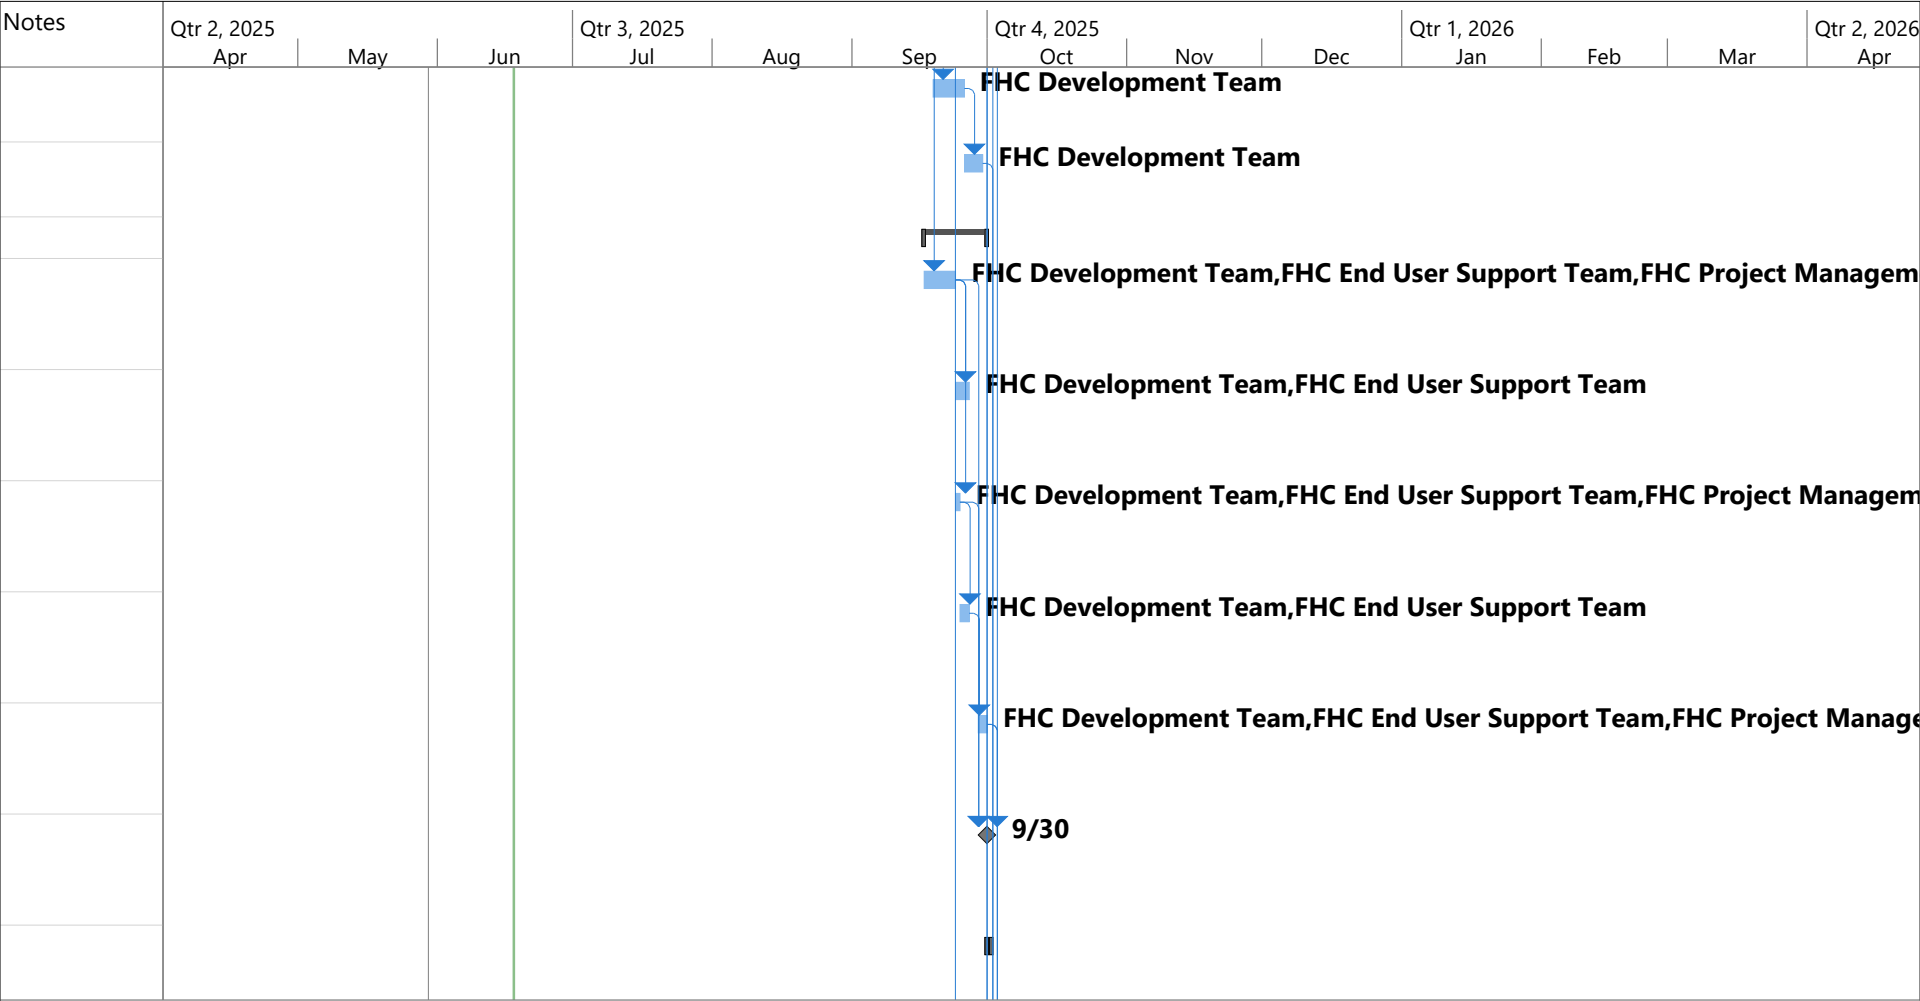 Notes
Qtr 2, 2025 Qtr 3, 2025 Qtr 4, 2025 Qtr 1, 2026 Qtr 2, 2026
Apr May Jun Jul Aug Sep Oct Nov Dec Jan Feb Mar Apr
FHC Development Team
FHC Development Team
FHC Development Team,FHC End User Support Team,FHC Project Managem
FHC Development Team,FHC End User Support Team
FHC Development Team,FHC End User Support Team,FHC Project Managem
FHC Development Team,FHC End User Support Team
FHC Development Team,FHC End User Support Team,FHC Project Manage
9/30